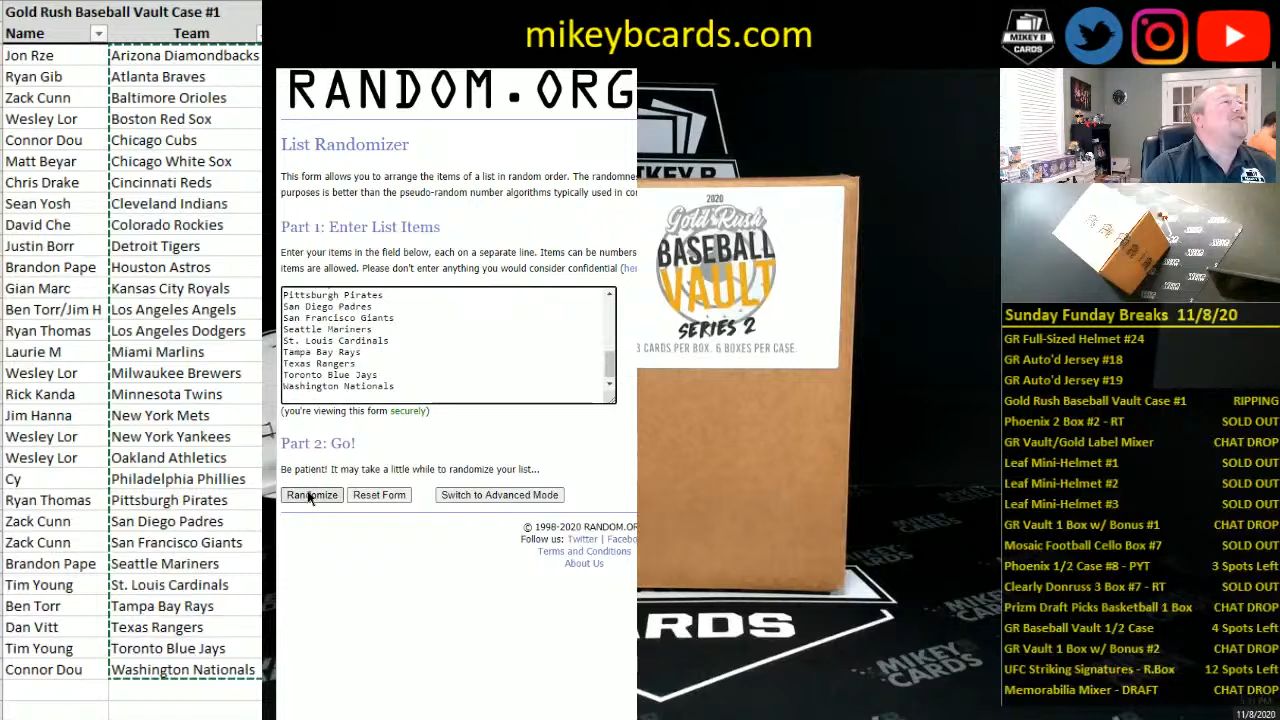 Gold Rush Baseball Vault Case #1
Name Team
Jon Rze Arizona Diamondbacks
Ryan Gib Atlanta Braves
Zack Cunn Baltimore Orioles
Wesley Lor Boston Red Sox
Connor Dou Chicago Cubs
Matt Beyar Chicago White Sox
Chris Drake Cincinnati Reds
Sean Yosh Cleveland Indians
David Che Colorado Rockies
Justin Borr Detroit Tigers
Brandon Pape Houston Astros
Gian Marc Kansas City Royals
Ben Torr/Jim H Los Angeles Angels
Ryan Thomas Los Angeles Dodgers
Laurie M Miami Marlins
Wesley Lor Milwaukee Brewers
Rick Kanda Minnesota Twins
Jim Hanna New York Mets
Wesley Lor New York Yankees
Wesley Lor Oakland Athletics
Cy Philadelphia Phillies
Ryan Thomas Pittsburgh Pirates
Zack Cunn San Diego Padres
Zack Cunn San Francisco Giants
Brandon Pape Seattle Mariners
Tim Young St. Louis Cardinals
Ben Torr Tampa Bay Rays
Dan Vitt Texas Rangers
Tim Young Toronto Blue Jays
Connor Dou Washington Nationals
mikeybcards.com
RANDOM.ORG
List Randomizer
This form allows you to arrange the items of a list in random order. The randomne
purposes is better than the pseudo-random number algorithms typically used in co
Part 1: Enter List Items
Enter your items in the field below, each on a separate line. Items can be numbers
items are allowed. Please don't enter anything you would consider confidential (her
Pittsburgh Pirates
San Diego Padres
San Francisco Giants
Seattle Mariners
St. Louis Cardinals
Tampa Bay Rays
Texas Rangers
Toronto Blue Jays
Washington Nationals
(you're viewing this form securely)
Part 2: Go!
Be patient! It may take a little while to randomize your list...
Randomize Reset Form Switch to Advanced Mode
© 1998-2020 RANDOM.OR
Follow us: Twitter | Facebo
Terms and Conditions
About Us
MIKEY B
2020
Gold Rush
BASEBALL
VAULT
SERIES 2
3 CARDS PER BOX. 6 BOXES PER CASE.
CARDS
MIKEY B
CARDS
MIKEY B
CARDS
Sunday Funday Breaks 11/8/20
GR Full-Sized Helmet #24
GR Auto'd Jersey #18
GR Auto'd Jersey #19
Gold Rush Baseball Vault Case #1 RIPPING
Phoenix 2 Box #2 - RT SOLD OUT
GR Vault/Gold Label Mixer CHAT DROP
Leaf Mini-Helmet #1 SOLD OUT
Leaf Mini-Helmet #2 SOLD OUT
Leaf Mini-Helmet #3 SOLD OUT
GR Vault 1 Box w/ Bonus #1 CHAT DROP
Mosaic Football Cello Box #7 SOLD OUT
Phoenix 1/2 Case #8 - PYT 3 Spots Left
Clearly Donruss 3 Box #7 - RT SOLD OUT
Prizm Draft Picks Basketball 1 Box CHAT DROP
GR Baseball Vault 1/2 Case 4 Spots Left
GR Vault 1 Box w/ Bonus #2 CHAT DROP
UFC Striking Signatures - R.Box 12 Spots Left
Memorabilia Mixer - DRAFT CHAT DROP
11/8/2020